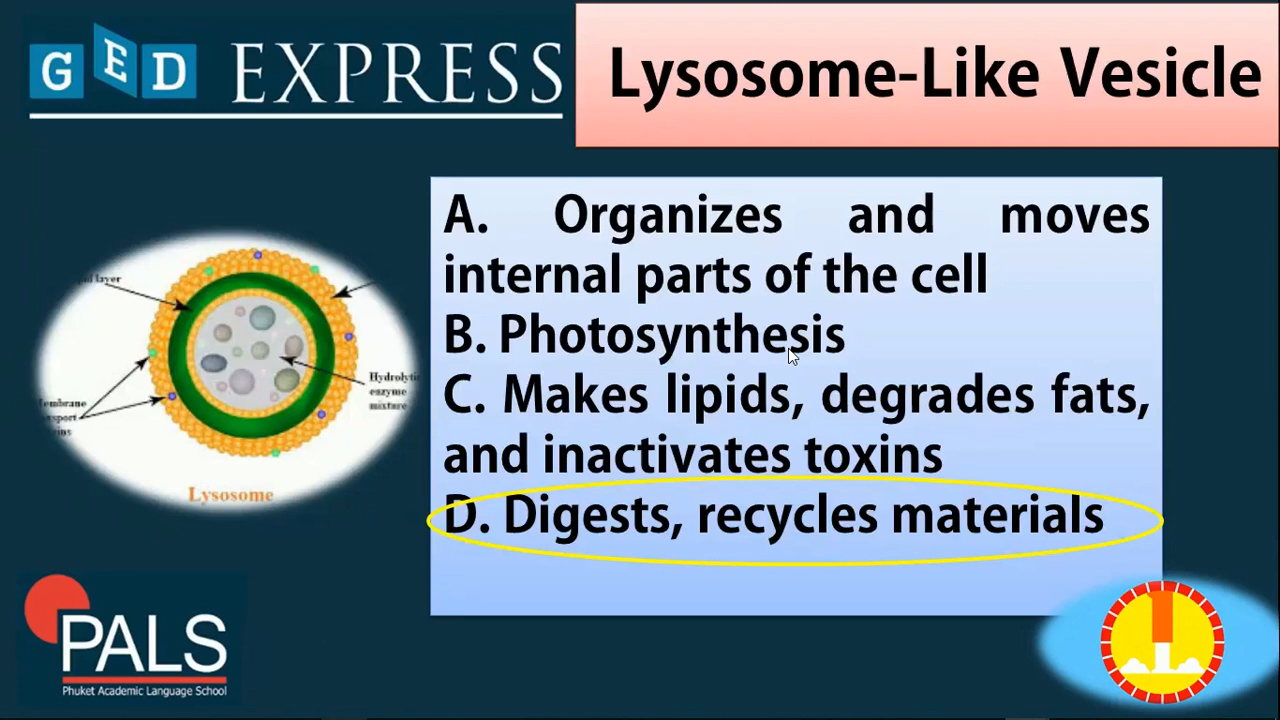 GED EXPRESS
Lysosome-Like Vesicle
A. Organizes and moves
internal parts of the cell
B. Photosynthesis
C. Makes lipids, degrades fats,
and inactivates toxins
D. Digests, recycles materials
layer
Hydrolytic
enzyme
mixture
Lysosome
PALS
Phuket Academic Language School